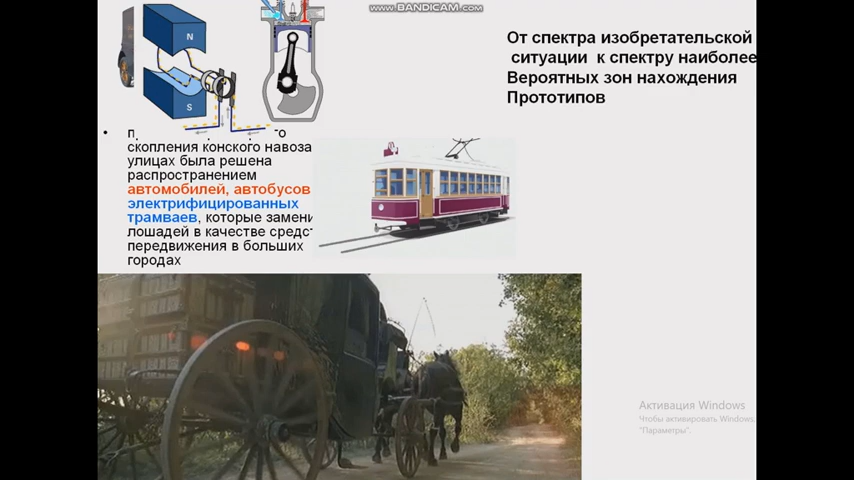 www.BANDICAM.com
N
S
От спектра изобретательской
ситуации к спектру наиболее
Вероятных зон нахождения
Прототипов
скопления конского навоза
улицах была решена
распространением
автомобилей, автобусов
электрифицированных
трамваев, которые замени
лошадей в качестве средст
передвижения в больших
городах
Активация Windows
Чтобы активировать Windows,
"Параметры".